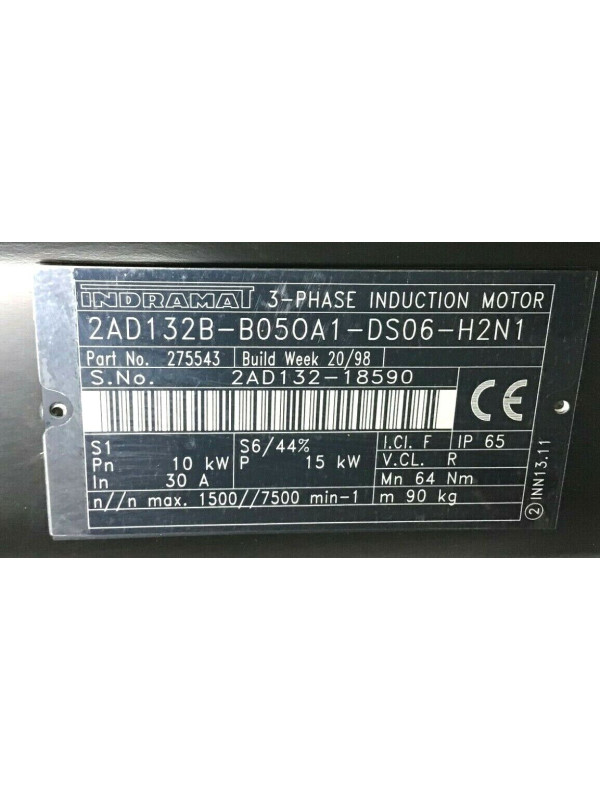 INDRAMAT 3-PHASE INDUCTION MOTOR
2AD132B-B050A1-DS06-H2N1
Part No. 275543 Build Week 20/98
S.No. 2AD132-18590
CE
S1 S6/44% I.Cl. F IP 65
Pn 10 kW P 15 kW V.CL. R
In 30 A Mn 64 Nm
n//n max. 1500//7500 min-1 m 90 kg
2 INN13.11